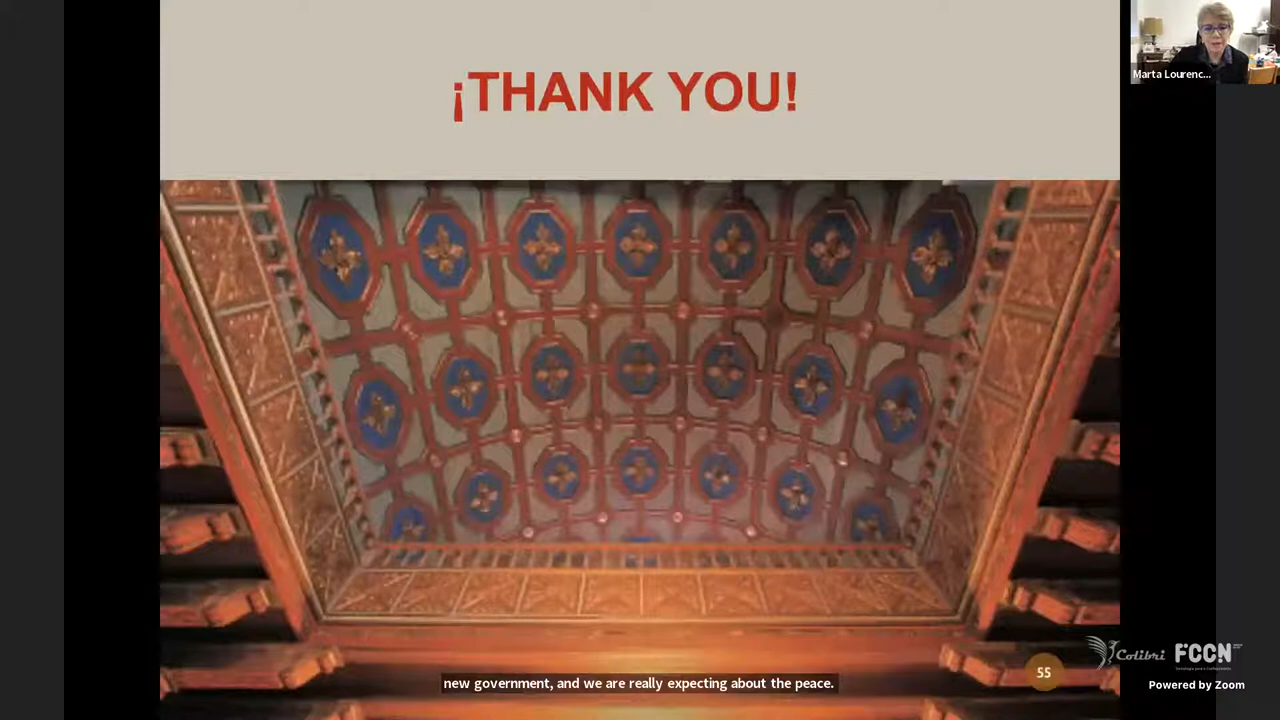 ¡THANK YOU!
Marta Lourenc...
new government, and we are really expecting about the peace.
55
Colibri
FCCN
Powered by Zoom